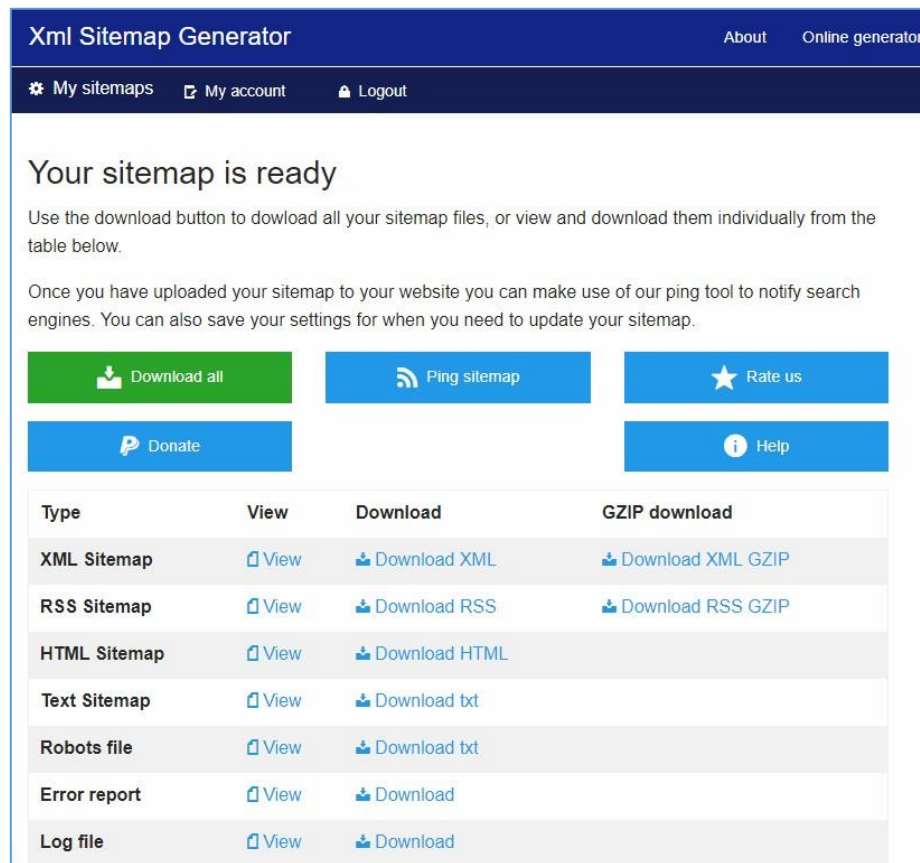 Xml Sitemap Generator About Online generator
My sitemaps My account Logout
Your sitemap is ready
Use the download button to dowload all your sitemap files, or view and download them individually from the
table below.
Once you have uploaded your sitemap to your website you can make use of our ping tool to notify search
engines. You can also save your settings for when you need to update your sitemap.
Download all Ping sitemap Rate us
Donate Help
Type View Download GZIP download
XML Sitemap View Download XML Download XML GZIP
RSS Sitemap View Download RSS Download RSS GZIP
HTML Sitemap View Download HTML
Text Sitemap View Download txt
Robots file View Download txt
Error report View Download
Log file View Download